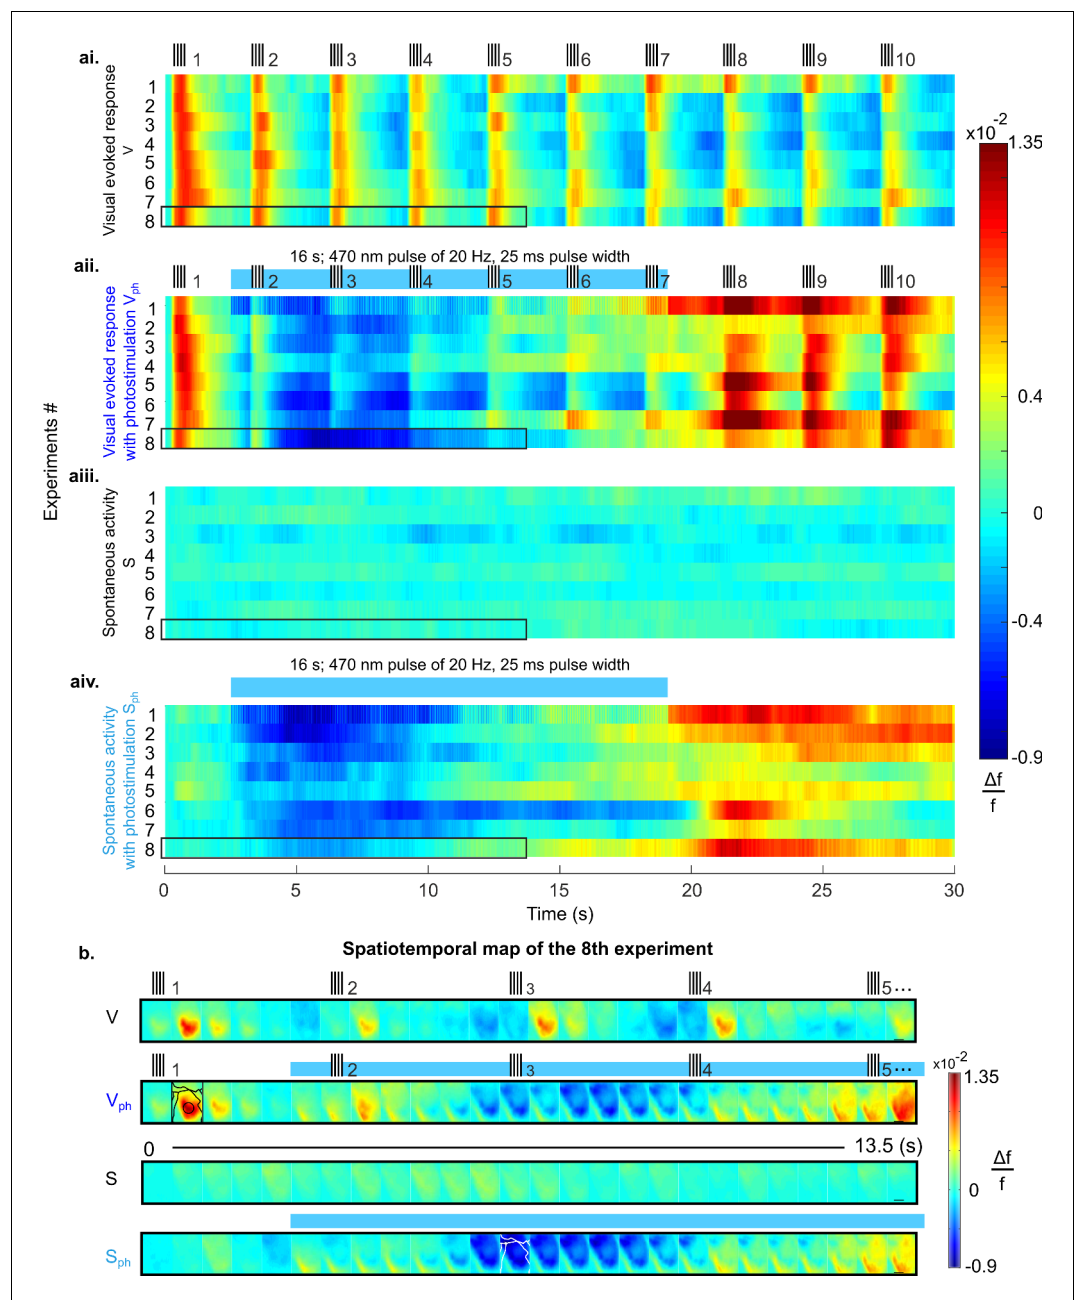 ai.
1 2 3 4 5 6 7 8 9 10
Visual evoked response
V
1
2
3
4
5
6
7
8
x10-2
1.35
0.4
0
-0.4
-0.9
Δf
f
aii.
16 s; 470 nm pulse of 20 Hz, 25 ms pulse width
1 2 3 4 5 6 7 8 9 10
Visual evoked response
with photostimulation Vph
1
2
3
4
5
6
7
8
Experiments #
aiii.
Spontaneous activity
S
1
2
3
4
5
6
7
8
aiv.
16 s; 470 nm pulse of 20 Hz, 25 ms pulse width
Spontaneous activity
with photostimulation Sph
1
2
3
4
5
6
7
8
0 5 10 15 20 25 30
Time (s)
b.
Spatiotemporal map of the 8th experiment
1 2 3 4 5...
V
1 2 3 4 5...
Vph
0 13.5 (s)
S
Sph
x10-2
1.35
0
-0.9
Δf
f